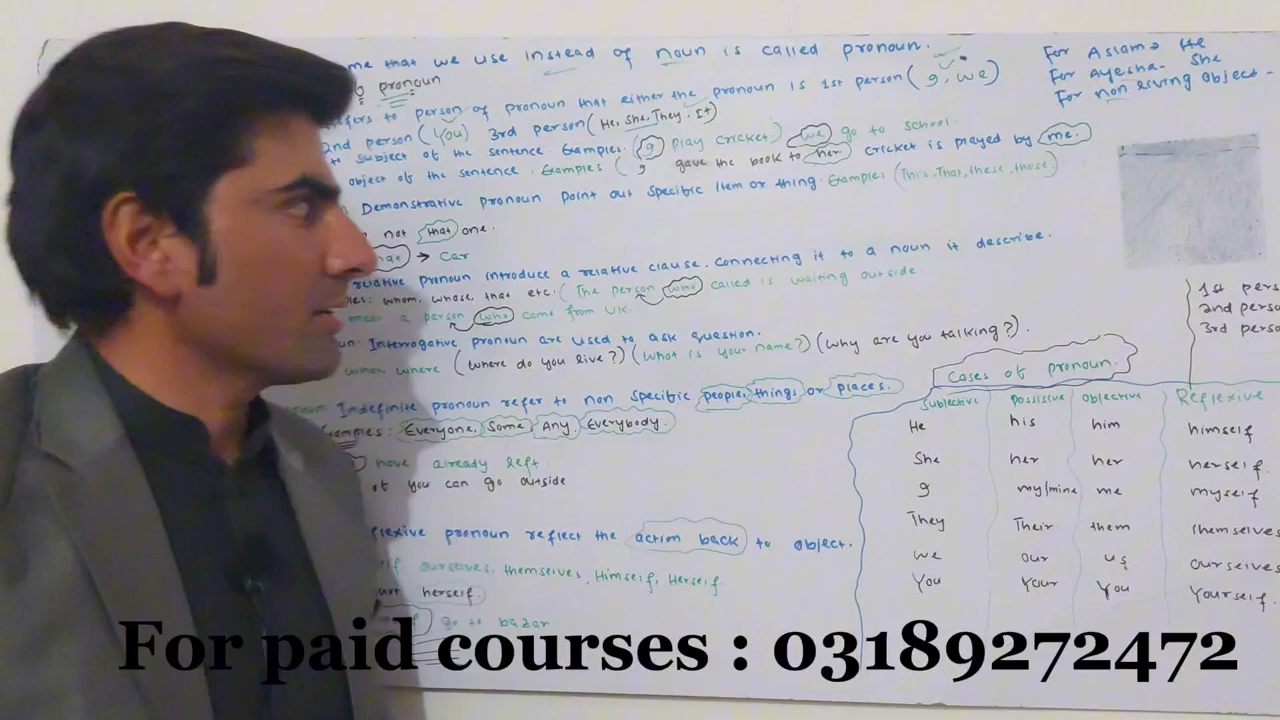 me that we use instead of noun is called pronoun.
pronoun
efers to person of pronoun that either the pronoun is 1st person (I, we)
2nd person (You) 3rd person (He, She, They, It)
subject of the sentence. Examples. (I play cricket) We go to school.
object of the sentence. Examples ( I gave the book to her) cricket is played by me.
Demonstrative pronoun point out specific item or thing. Examples (This, That, these, those)
not that one.
hat → car
relative pronoun introduce a relative clause, connecting it to a noun it describe.
les: whom, whose, that etc. (The person who called is waiting outside.
a person who come from UK.
un: Interrogative pronoun are used to ask question.
when where (where do you live?) (what is your name?) (why are you talking?).
Indefinite pronoun refer to non specific people, things or places.
amples: Everyone, Some, Any, Everybody.
have already left.
of you can go outside
flexive pronoun reflect the action back to object.
elf, ourselves, themselves, Himself, Herself
urt herself.
go to bazar
For Aslam → He
For Ayesha - She
For non living object -
1st pers
2nd perso
3rd perso
Cases of pronoun.
Subjective possisive objective Reflexive
He his him himself
She her her herself.
I my/mine me myself
They Their them themselves
we our us ourselves
You Your You Yourself.
For paid courses : 03189272472